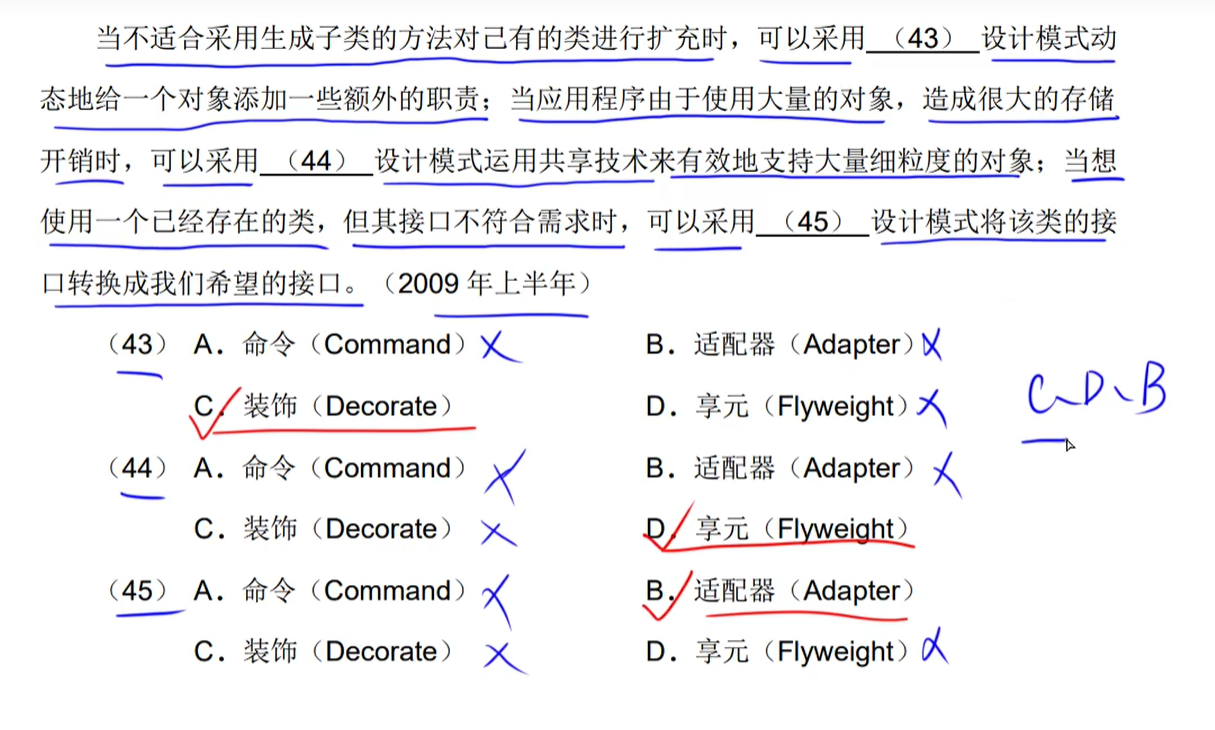 当不适合采用生成子类的方法对已有的类进行扩充时，可以采用 （43） 设计模式动
态地给一个对象添加一些额外的职责；当应用程序由于使用大量的对象，造成很大的存储
开销时，可以采用 （44） 设计模式运用共享技术来有效地支持大量细粒度的对象；当想
使用一个已经存在的类，但其接口不符合需求时，可以采用 （45） 设计模式将该类的接
口转换成我们希望的接口。（2009 年上半年）
（43） A．命令（Command） B．适配器（Adapter）
C．装饰（Decorate） D．享元（Flyweight）
C、D、B
（44） A．命令（Command） B．适配器（Adapter）
C．装饰（Decorate） D．享元（Flyweight）
（45） A．命令（Command） B．适配器（Adapter）
C．装饰（Decorate） D．享元（Flyweight）